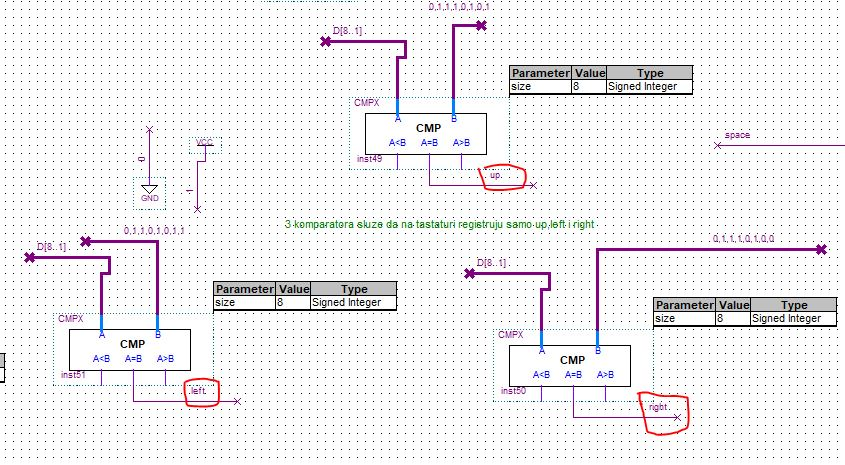 0,1,1,1,0,1,0,1
D[8..1]
Parameter Value Type
size 8 Signed Integer
CMPX
A B
CMP
A<B A=B A>B
inst49
up
space
VCC
0
1
GND
3 komparatora sluze da na tastaturi registruju samo up,left i right
0,1,1,0,1,0,1,1
D[8..1]
Parameter Value Type
size 8 Signed Integer
CMPX
A B
CMP
A<B A=B A>B
inst51
left
0,1,1,1,0,1,0,0
D[8..1]
Parameter Value Type
size 8 Signed Integer
CMPX
A B
CMP
A<B A=B A>B
inst50
right